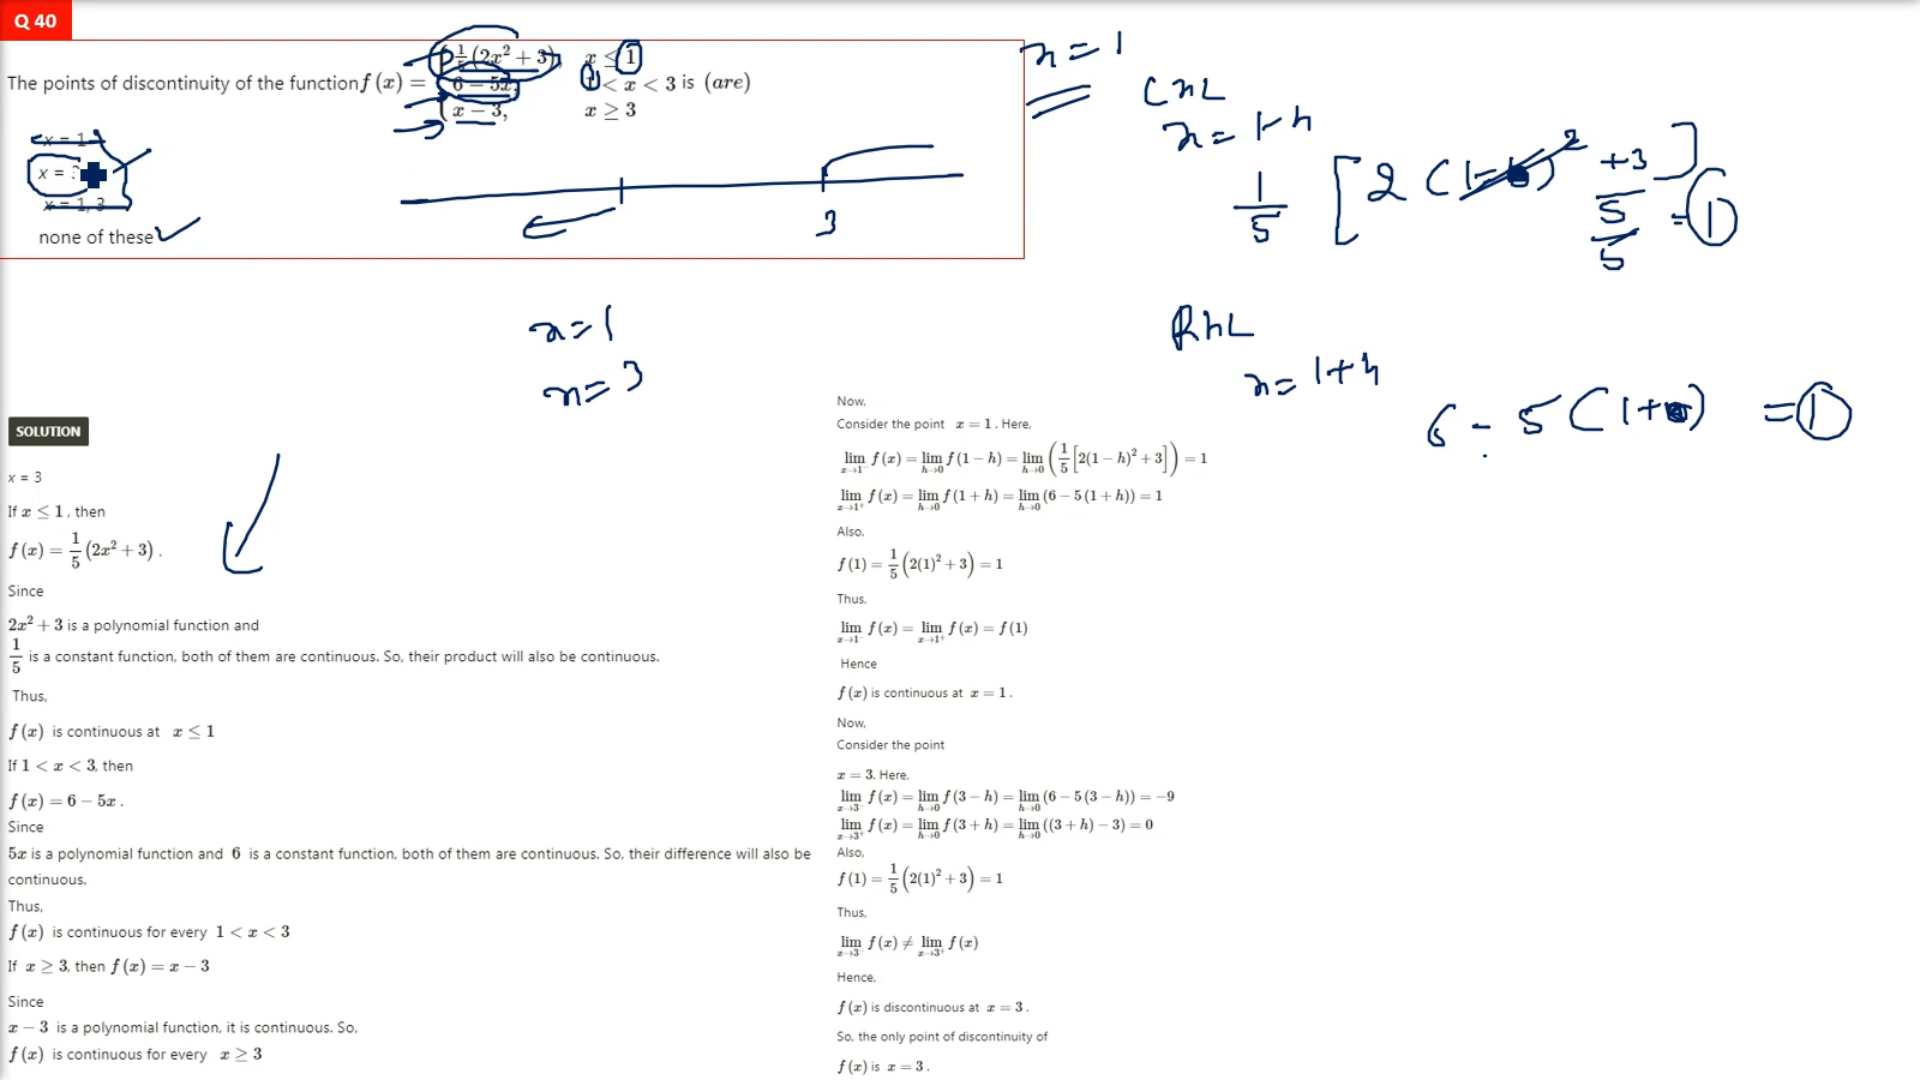 Q 40
The points of discontinuity of the function f (x) = { 1/5 (2x² + 3), x ≤ 1
6 − 5x, 1 < x < 3 is (are)
x − 3, x ≥ 3
x = 1
x = 3
x = 1, 3
none of these
3
x = 1
x = 3
x = 1
LhL
x = 1-h
1/5 [2 (1-0)² +3]
5
5/5 = 1
RhL
x = 1+h
6 - 5 (1+0) = 1
SOLUTION
x = 3
If x ≤ 1, then
f (x) = 1/5 (2x² + 3) .
Since
2x² + 3 is a polynomial function and
1/5 is a constant function, both of them are continuous. So, their product will also be continuous.
Thus,
f (x) is continuous at x ≤ 1
If 1 < x < 3, then
f (x) = 6 − 5x .
Since
5x is a polynomial function and 6 is a constant function, both of them are continuous. So, their difference will also be
continuous.
Thus,
f (x) is continuous for every 1 < x < 3
If x ≥ 3, then f (x) = x − 3
Since
x − 3 is a polynomial function, it is continuous. So,
f (x) is continuous for every x ≥ 3
Now,
Consider the point x = 1 . Here,
lim x→1⁻ f (x) = lim h→0 f (1 − h) = lim h→0 (1/5 [2(1 − h)² + 3]) = 1
lim x→1⁺ f (x) = lim h→0 f (1 + h) = lim h→0 (6 − 5 (1 + h)) = 1
Also,
f (1) = 1/5 (2(1)² + 3) = 1
Thus,
lim x→1⁻ f (x) = lim x→1⁺ f (x) = f (1)
Hence
f (x) is continuous at x = 1 .
Now,
Consider the point
x = 3. Here,
lim x→3⁻ f (x) = lim h→0 f (3 − h) = lim h→0 (6 − 5 (3 − h)) = −9
lim x→3⁺ f (x) = lim h→0 f (3 + h) = lim h→0 ((3 + h) − 3) = 0
Also,
f (1) = 1/5 (2(1)² + 3) = 1
Thus,
lim x→3⁻ f (x) ≠ lim x→3⁺ f (x)
Hence,
f (x) is discontinuous at x = 3 .
So, the only point of discontinuity of
f (x) is x = 3 .